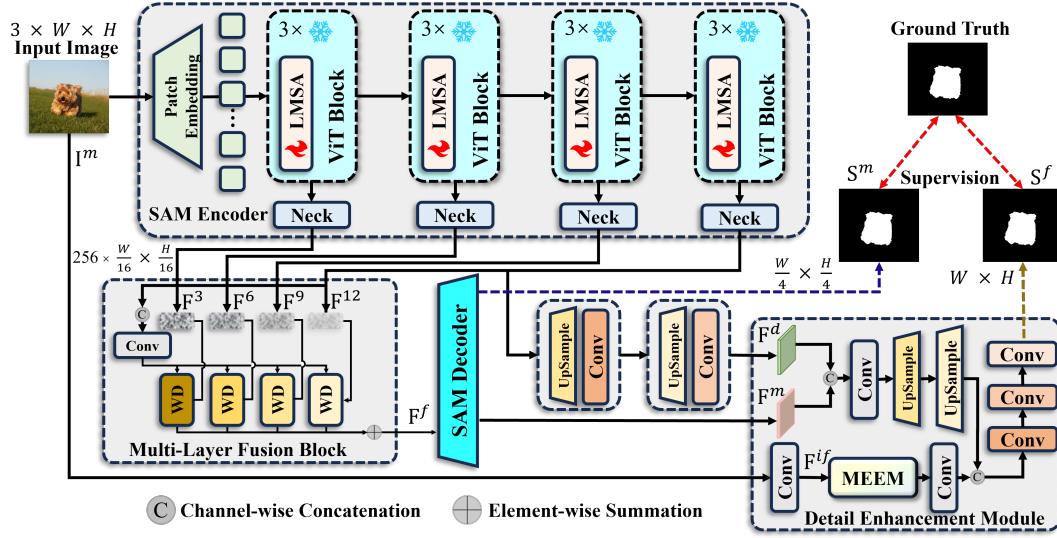 3 × W × H
Input Image
I^m
Patch
Embedding
3×
LMSA
ViT Block
3×
LMSA
ViT Block
3×
LMSA
ViT Block
3×
LMSA
ViT Block
SAM Encoder
Neck
Neck
Neck
Neck
Ground Truth
S^m
Supervision
S^f
256 × W/16 × H/16
W/4 × H/4
W × H
F^3
F^6
F^9
F^12
C
Conv
WD
WD
WD
WD
Multi-Layer Fusion Block
F^f
SAM Decoder
UpSample
Conv
UpSample
Conv
F^d
F^m
C
Conv
UpSample
UpSample
Conv
Conv
Conv
Conv
F^if
MEEM
Conv
C
Detail Enhancement Module
C Channel-wise Concatenation
Element-wise Summation